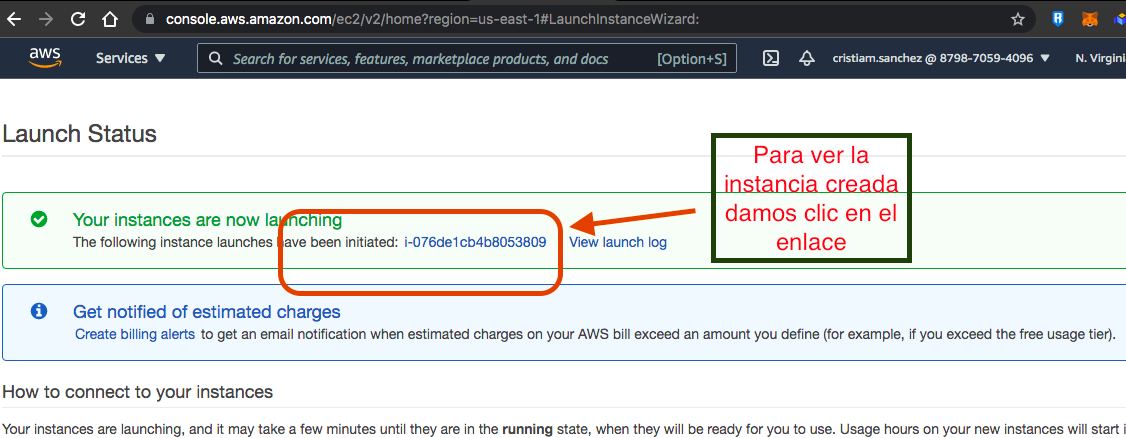 console.aws.amazon.com/ec2/v2/home?region=us-east-1#LaunchInstanceWizard:
aws
Services
Search for services, features, marketplace products, and docs
[Option+S]
cristiam.sanchez @ 8798-7059-4096
N. Virginia
Launch Status
Para ver la
instancia creada
damos clic en el
enlace
Your instances are now launching
The following instance launches have been initiated: i-076de1cb4b8053809 View launch log
Get notified of estimated charges
Create billing alerts to get an email notification when estimated charges on your AWS bill exceed an amount you define (for example, if you exceed the free usage tier).
How to connect to your instances
Your instances are launching, and it may take a few minutes until they are in the running state, when they will be ready for you to use. Usage hours on your new instances will start